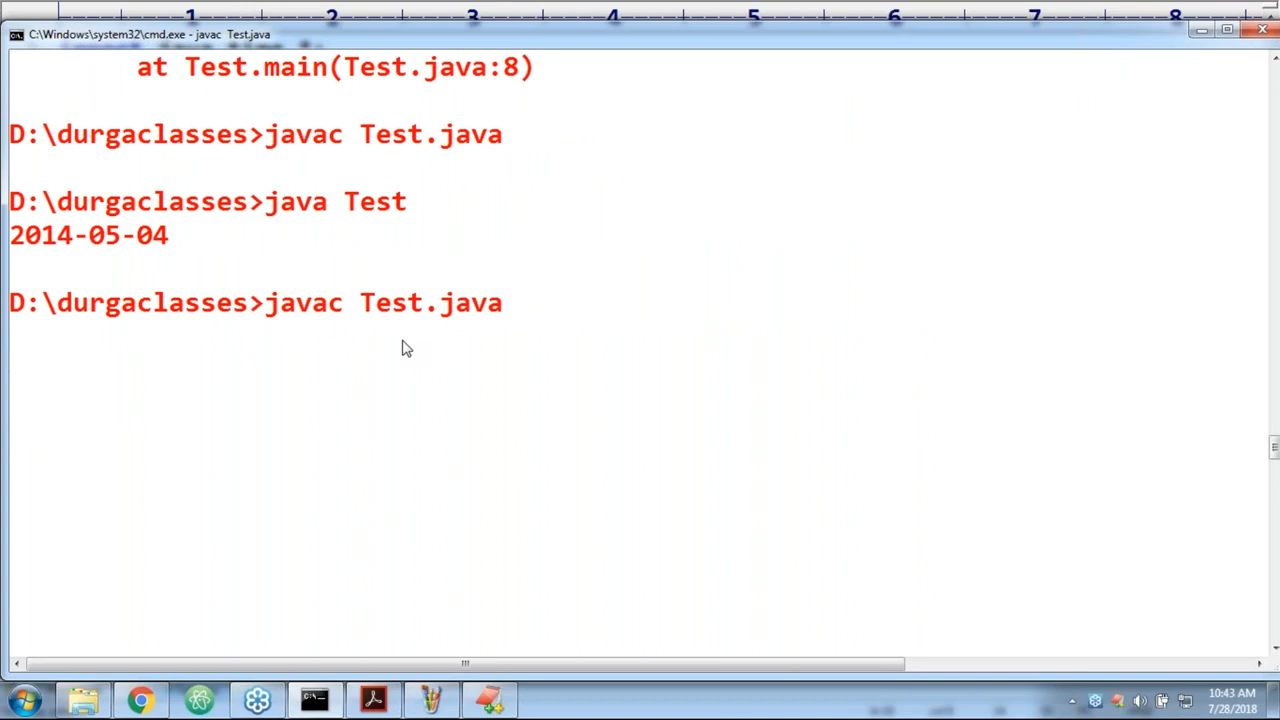 1 2 3 4 5 6 7 8
C:\Windows\system32\cmd.exe - javac  Test.java
at Test.main(Test.java:8)
D:\durgaclasses>javac Test.java
D:\durgaclasses>java Test
2014-05-04
D:\durgaclasses>javac Test.java
10:43 AM
7/28/2018